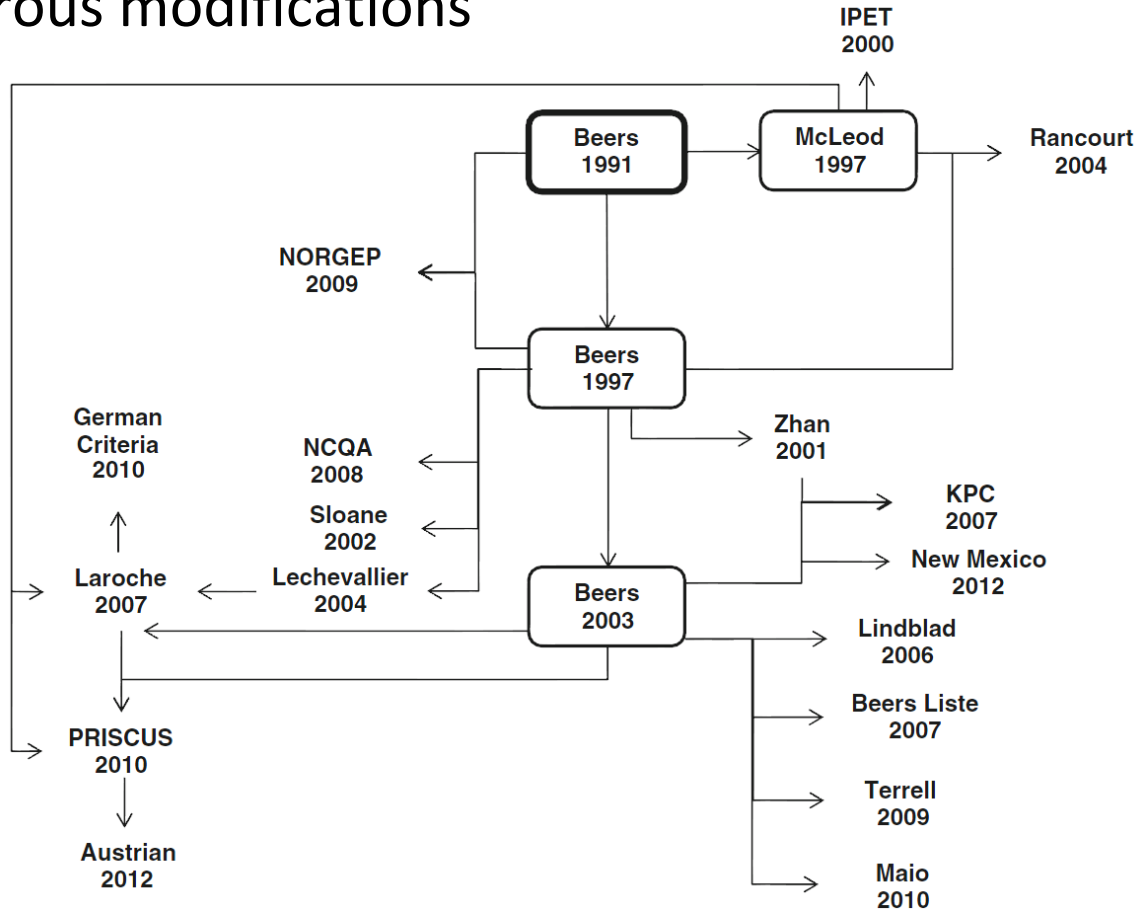 rous modifications
IPET
2000
Beers
1991
McLeod
1997
Rancourt
2004
NORGEP
2009
Beers
1997
German
Criteria
2010
NCQA
2008
Zhan
2001
Sloane
2002
KPC
2007
Laroche
2007
Lechevallier
2004
Beers
2003
New Mexico
2012
Lindblad
2006
Beers Liste
2007
PRISCUS
2010
Terrell
2009
Austrian
2012
Maio
2010